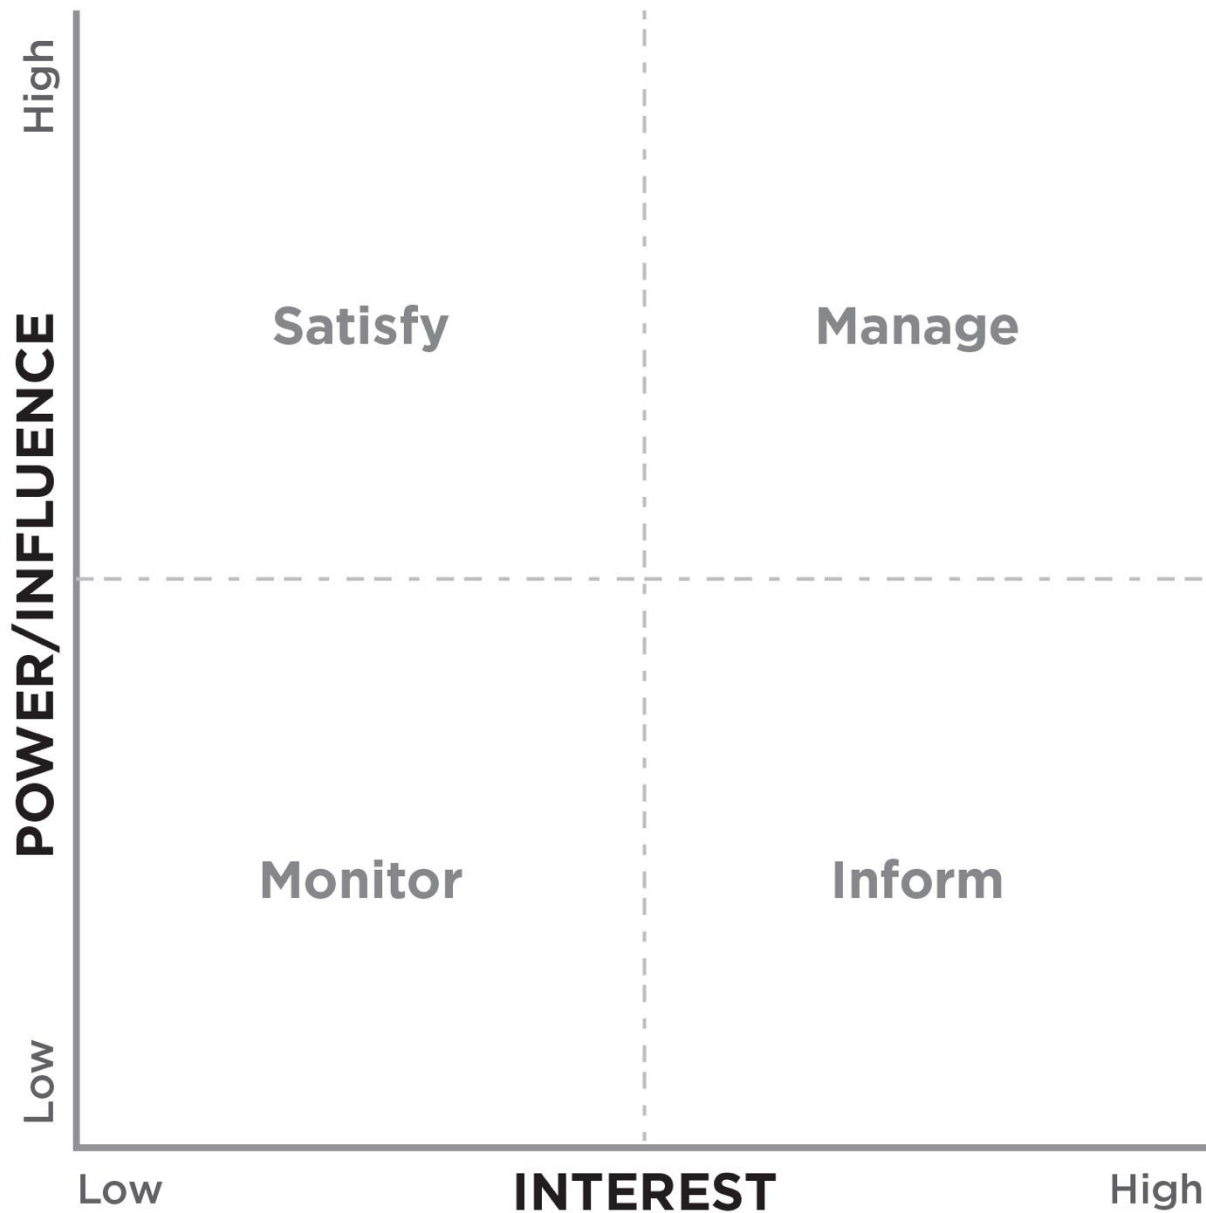 High
Satisfy
Manage
POWER/INFLUENCE
Monitor
Inform
Low
Low
INTEREST
High